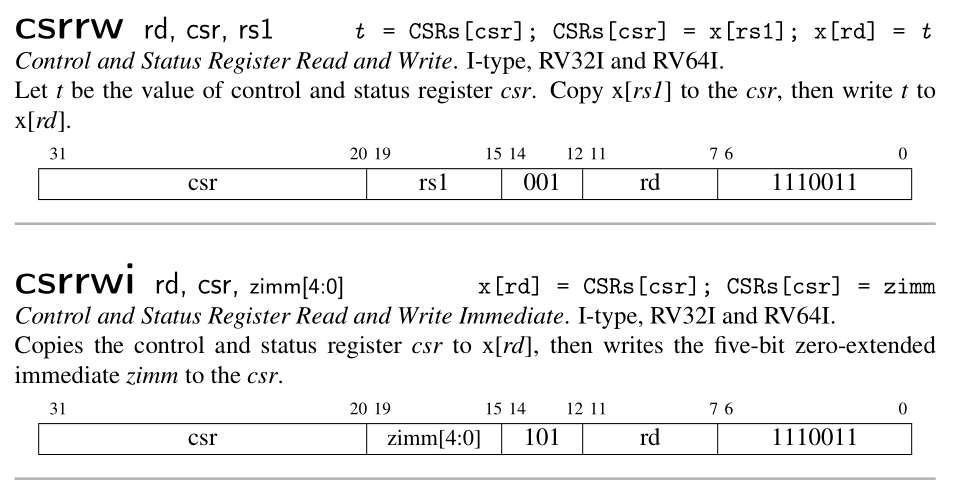 csrrw rd, csr, rs1 t = CSRs[csr]; CSRs[csr] = x[rs1]; x[rd] = t
Control and Status Register Read and Write. I-type, RV32I and RV64I.
Let t be the value of control and status register csr. Copy x[rs1] to the csr, then write t to
x[rd].
31 20 19 15 14 12 11 7 6 0
csr rs1 001 rd 1110011
csrrwi rd, csr, zimm[4:0] x[rd] = CSRs[csr]; CSRs[csr] = zimm
Control and Status Register Read and Write Immediate. I-type, RV32I and RV64I.
Copies the control and status register csr to x[rd], then writes the five-bit zero-extended
immediate zimm to the csr.
31 20 19 15 14 12 11 7 6 0
csr zimm[4:0] 101 rd 1110011